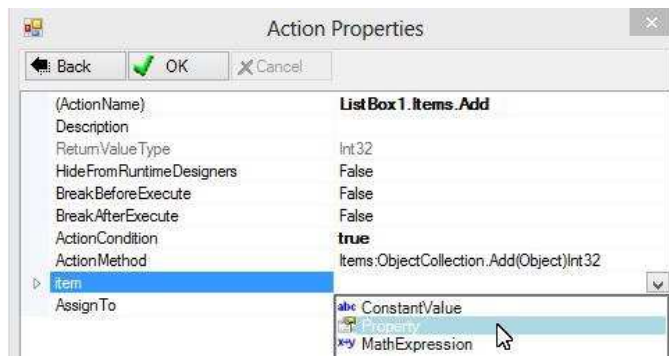 Action Properties
Back OK Cancel
(ActionName) ListBox1.Items.Add
Description
ReturnValueType Int32
HideFromRuntimeDesigners False
BreakBeforeExecute False
BreakAfterExecute False
ActionCondition true
ActionMethod Items:ObjectCollection.Add(Object)Int32
item
AssignTo
abc ConstantValue
Property
x+y MathExpression